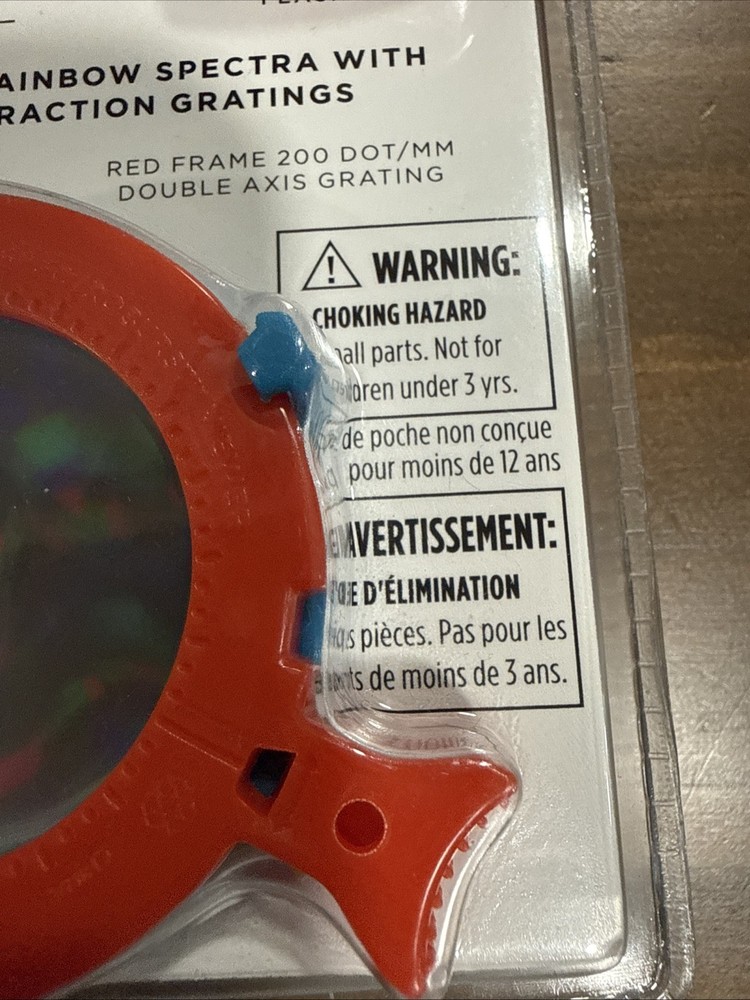 AINBOW SPECTRA WITH
RACTION GRATINGS
RED FRAME 200 DOT/MM
DOUBLE AXIS GRATING
WARNING:
CHOKING HAZARD
all parts. Not for
dren under 3 yrs.
de poche non conçue
pour moins de 12 ans
AVERTISSEMENT:
E D'ÉLIMINATION
s pièces. Pas pour les
ts de moins de 3 ans.